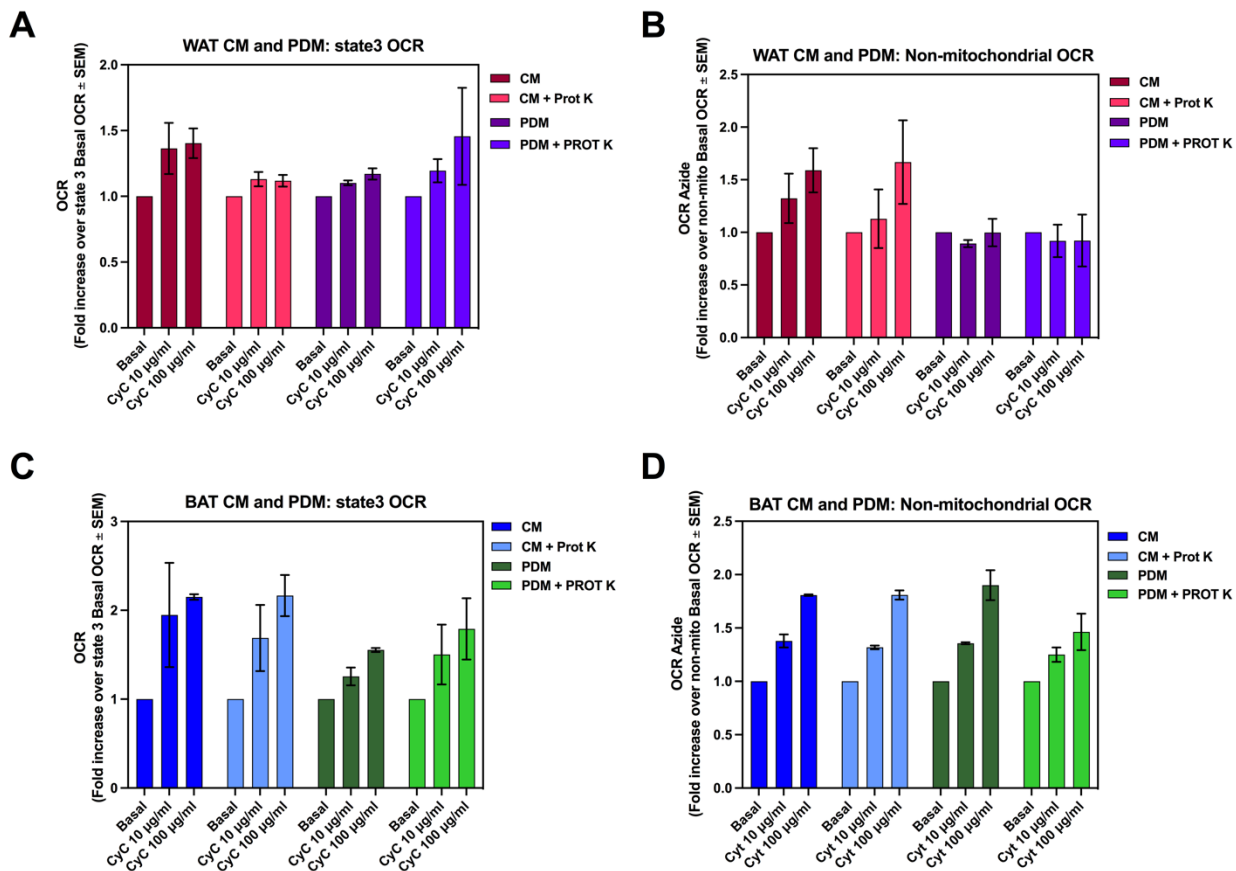 A
WAT CM and PDM: state3 OCR
OCR
(Fold increase over state 3 Basal OCR ± SEM)
2.0
1.5
1.0
0.5
0.0
Basal
CyC 10 µg/ml
CyC 100 µg/ml
Basal
CyC 10 µg/ml
CyC 100 µg/ml
Basal
CyC 10 µg/ml
CyC 100 µg/ml
Basal
CyC 10 µg/ml
CyC 100 µg/ml
CM
CM + Prot K
PDM
PDM + PROT K
B
WAT CM and PDM: Non-mitochondrial OCR
OCR Azide
(Fold increase over non-mito Basal OCR ± SEM)
2.5
2.0
1.5
1.0
0.5
0.0
Basal
CyC 10 µg/ml
CyC 100 µg/ml
Basal
CyC 10 µg/ml
CyC 100 µg/ml
Basal
CyC 10 µg/ml
CyC 100 µg/ml
Basal
CyC 10 µg/ml
CyC 100 µg/ml
CM
CM + Prot K
PDM
PDM + PROT K
C
BAT CM and PDM: state3 OCR
OCR
(Fold increase over state 3 Basal OCR ± SEM)
3
2
1
0
Basal
CyC 10 µg/ml
CyC 100 µg/ml
Basal
CyC 10 µg/ml
CyC 100 µg/ml
Basal
CyC 10 µg/ml
CyC 100 µg/ml
Basal
CyC 10 µg/ml
CyC 100 µg/ml
CM
CM + Prot K
PDM
PDM + PROT K
D
BAT CM and PDM: Non-mitochondrial OCR
OCR Azide
(Fold increase over non-mito Basal OCR ± SEM)
2.5
2.0
1.5
1.0
0.5
0.0
Basal
Cyt 10 µg/ml
Cyt 100 µg/ml
Basal
Cyt 10 µg/ml
Cyt 100 µg/ml
Basal
Cyt 10 µg/ml
Cyt 100 µg/ml
Basal
Cyt 10 µg/ml
Cyt 100 µg/ml
CM
CM + Prot K
PDM
PDM + PROT K